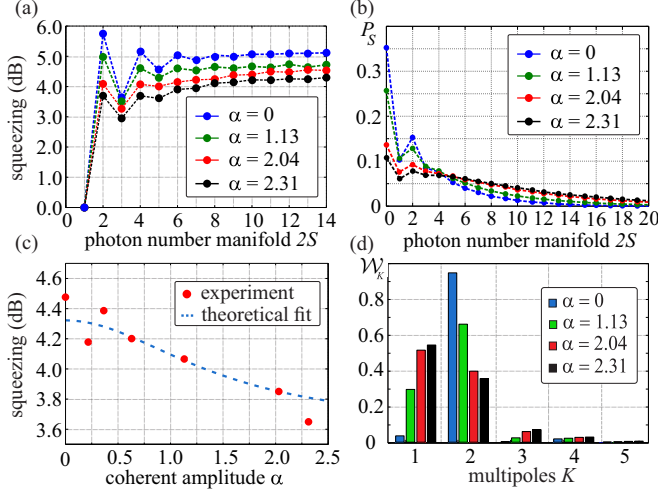 (a)
6.0
5.0
4.0
3.0
2.0
1.0
0.0
squeezing (dB)
α = 0
α = 1.13
α = 2.04
α = 2.31
0 2 4 6 8 10 12 14
photon number manifold 2S
(b)
P_S
0.3
0.2
0.1
0
α = 0
α = 1.13
α = 2.04
α = 2.31
0 2 4 6 8 10 12 14 16 18 20
photon number manifold 2S
(c)
4.6
4.4
4.2
4.0
3.8
3.6
squeezing (dB)
experiment
theoretical fit
0 0.5 1.0 1.5 2.0 2.5
coherent amplitude α
(d)
W_K
0.8
0.6
0.4
0.2
0
α = 0
α = 1.13
α = 2.04
α = 2.31
1 2 3 4 5
multipoles K